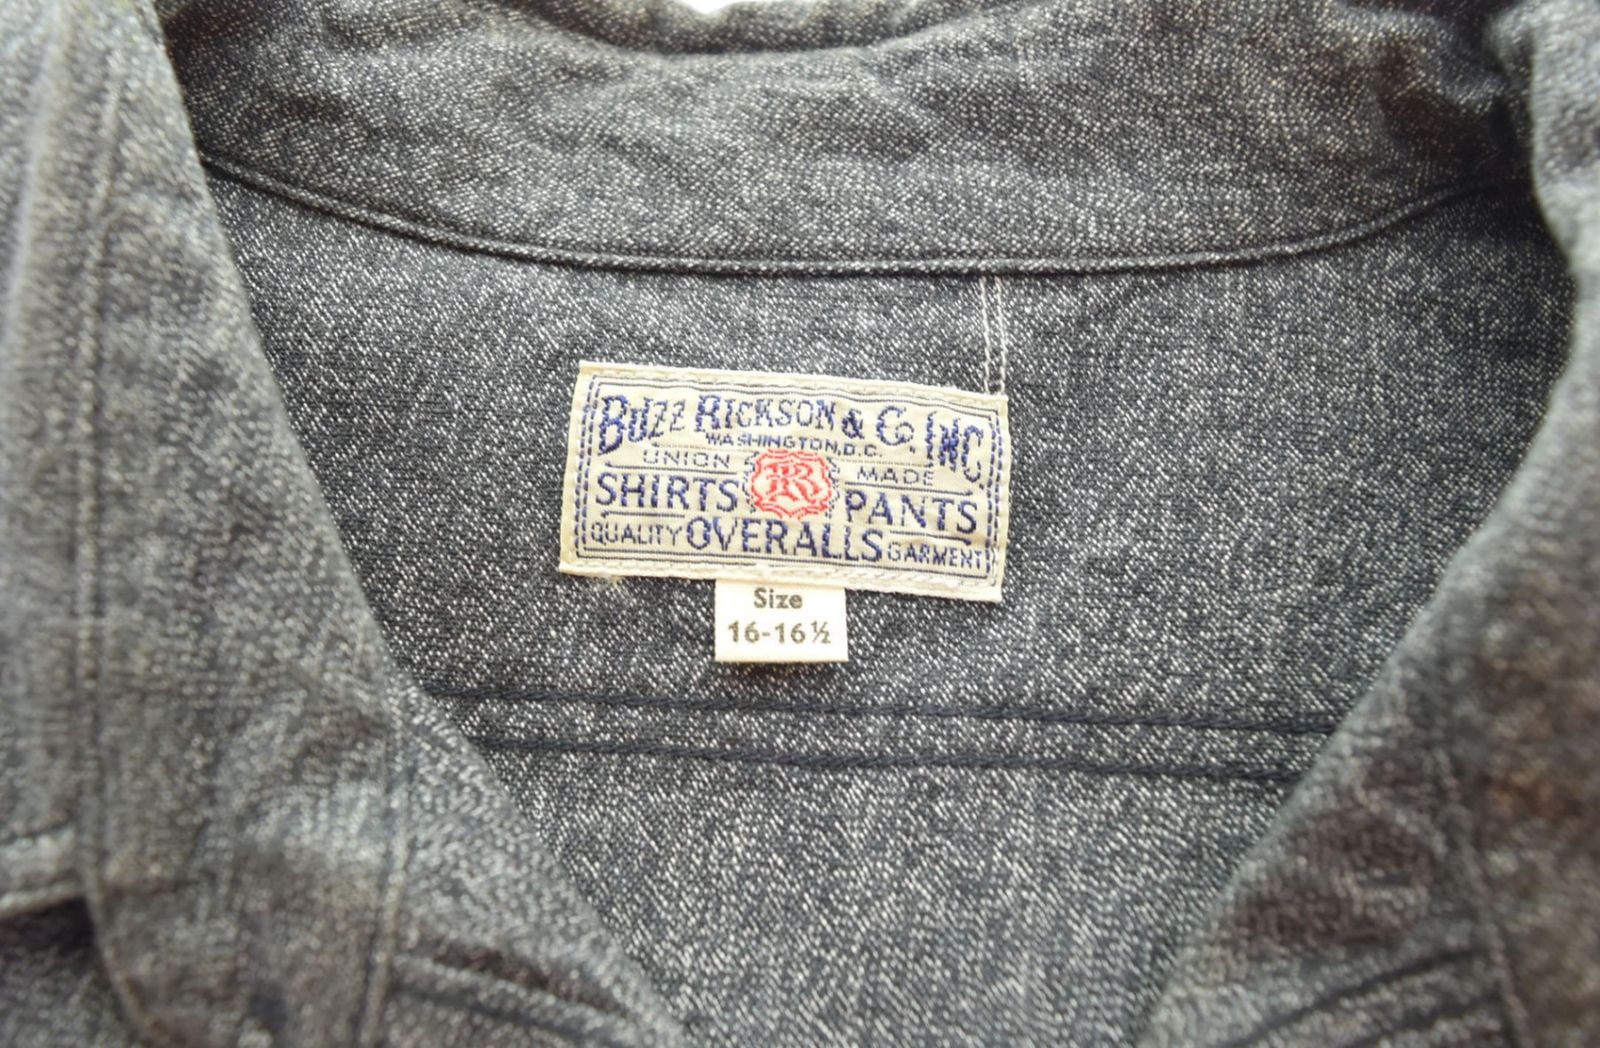 BUZZ RICKSON & Co. INC.
WASHINGTON, D.C.
UNION MADE
SHIRTS R PANTS
QUALITY OVERALLS GARMENT
Size
16-16½